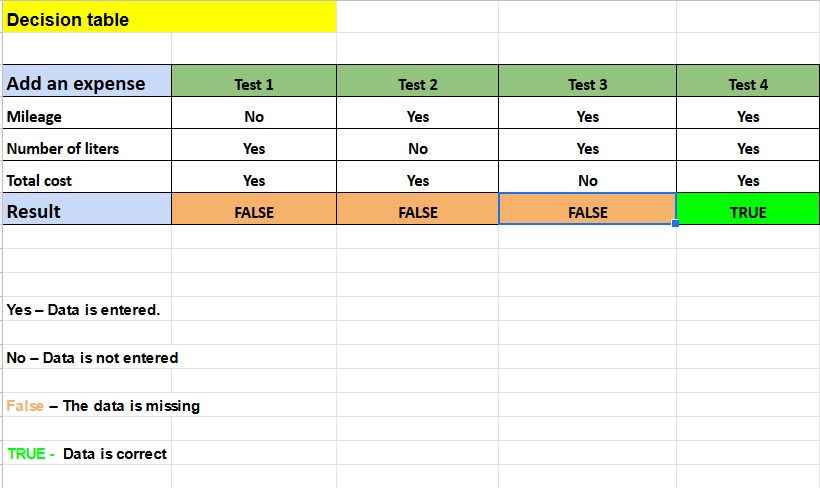 Decision table
Add an expense Test 1 Test 2 Test 3 Test 4
Mileage No Yes Yes Yes
Number of liters Yes No Yes Yes
Total cost Yes Yes No Yes
Result FALSE FALSE FALSE TRUE
Yes – Data is entered.
No – Data is not entered
False – The data is missing
TRUE - Data is correct